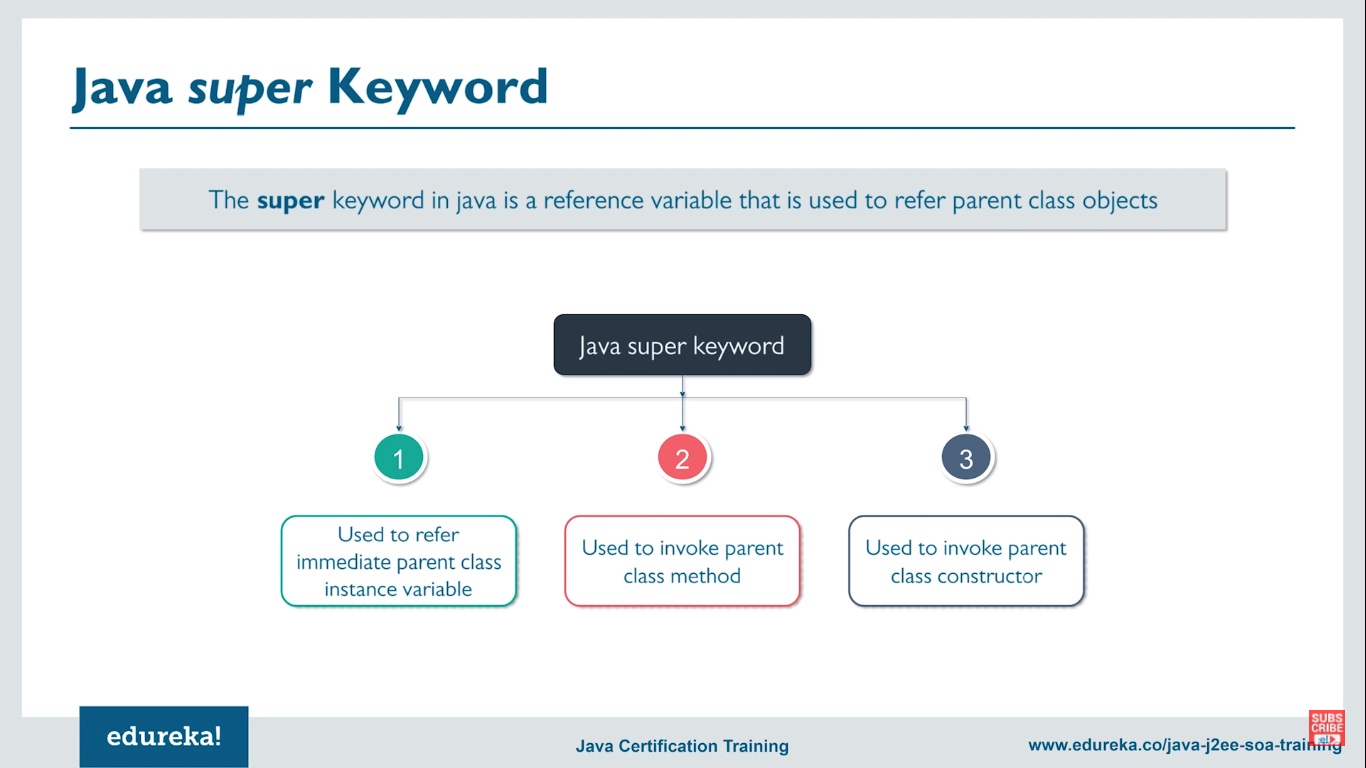 Java super Keyword
The super keyword in java is a reference variable that is used to refer parent class objects
Java super keyword
1
2
3
Used to refer
immediate parent class
instance variable
Used to invoke parent
class method
Used to invoke parent
class constructor
edureka!
Java Certification Training
www.edureka.co/java-j2ee-soa-training
SUBS
CRIBE